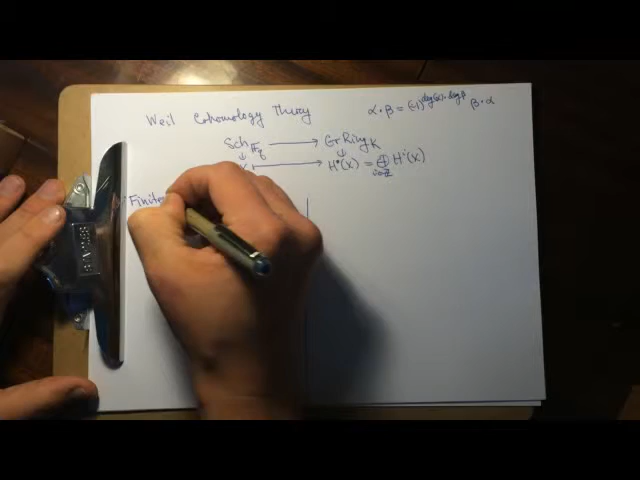 Weil Cohomology Theory α·β = (-1)^{deg(α)·deg β} β·α
Sch_{𝔽_q} ⟶ GrRing_K
X ⟼ H^•(X) = ⊕_{i∈ℤ} H^i(X)
Finite